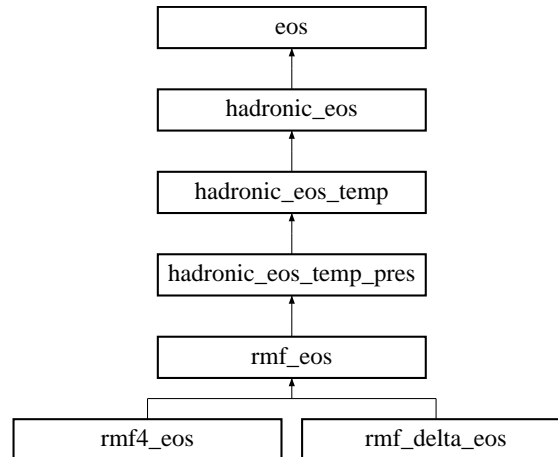 eos
hadronic_eos
hadronic_eos_temp
hadronic_eos_temp_pres
rmf_eos
rmf4_eos
rmf_delta_eos